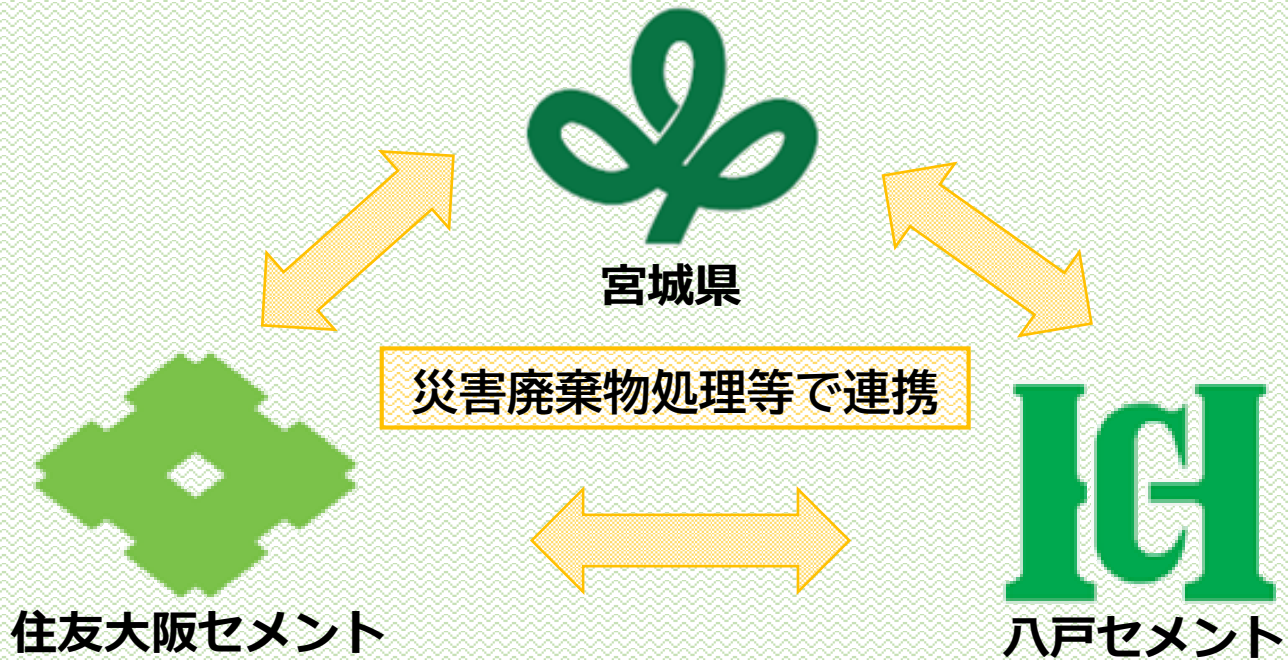 宮城県
災害廃棄物処理等で連携
住友大阪セメント
HC
八戸セメント